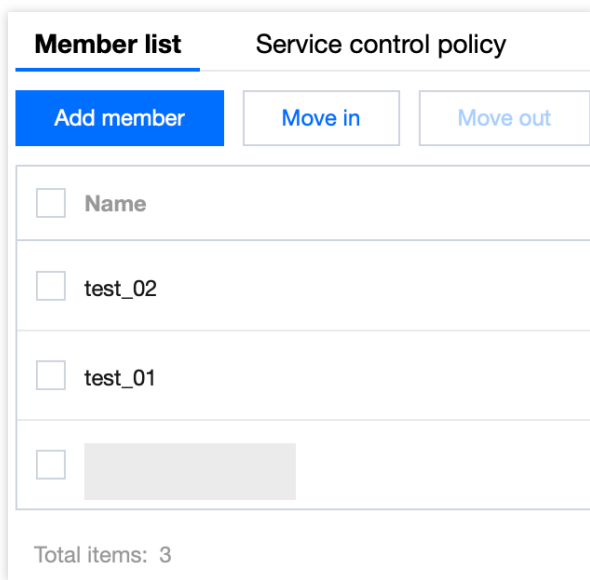 Member list Service control policy
Add member Move in Move out
Name
test_02
test_01
Total items: 3